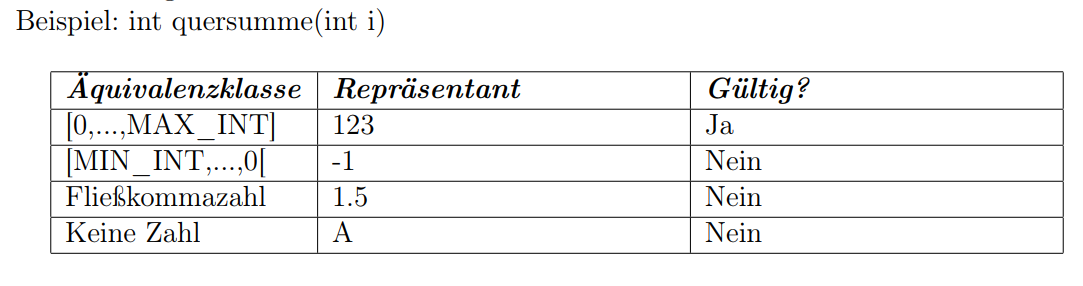 Beispiel: int quersumme(int i)
Äquivalenzklasse Repräsentant Gültig?
[0,...,MAX_INT] 123 Ja
[MIN_INT,...,0[ -1 Nein
Fließkommazahl 1.5 Nein
Keine Zahl A Nein